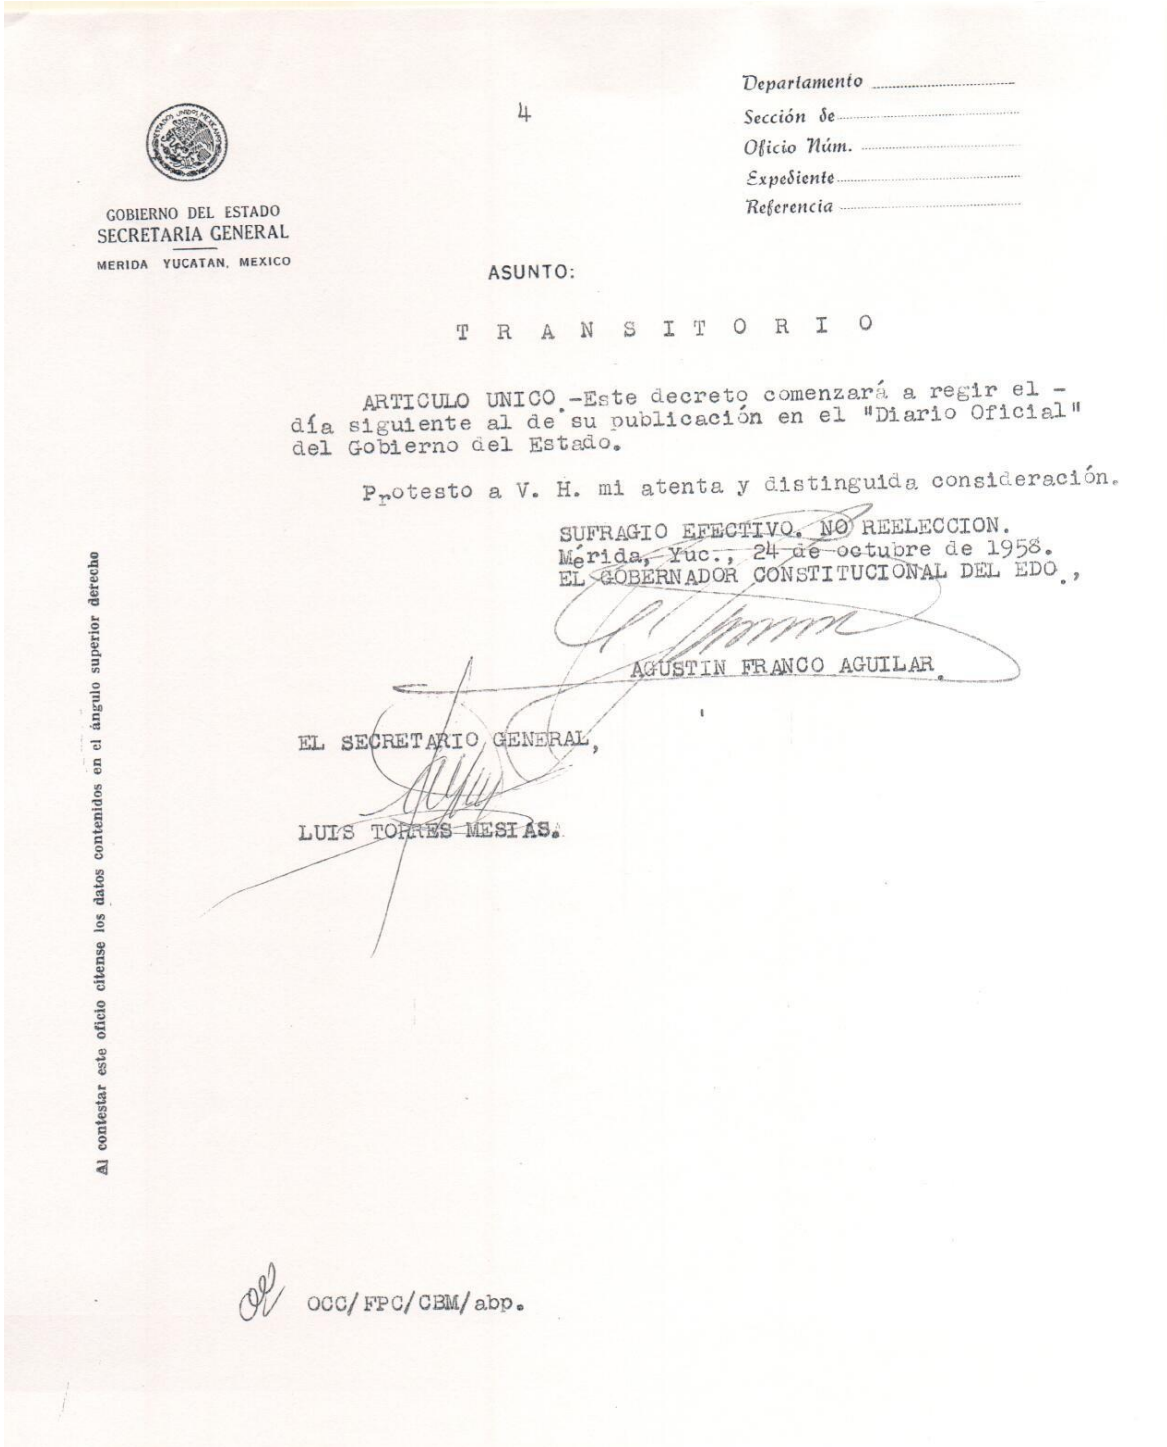 4
Departamento
Sección de
Oficio Núm.
Expediente
Referencia
ESTADOS UNIDOS MEXICANOS
GOBIERNO DEL ESTADO
SECRETARIA GENERAL
MERIDA YUCATAN, MEXICO
ASUNTO:
T R A N S I T O R I O
ARTICULO UNICO.-Este decreto comenzará a regir el -
día siguiente al de su publicación en el "Diario Oficial"
del Gobierno del Estado.
Protesto a V. H. mi atenta y distinguida consideración.
SUFRAGIO EFECTIVO. NO REELECCION.
Mérida, Yuc., 24 de octubre de 1958.
EL GOBERNADOR CONSTITUCIONAL DEL EDO.,
AGUSTIN FRANCO AGUILAR.
EL SECRETARIO GENERAL,
LUIS TORRES MESIAS.
Al contestar este oficio cítense los datos contenidos en el ángulo superior derecho
OCC/FPC/CBM/abp.